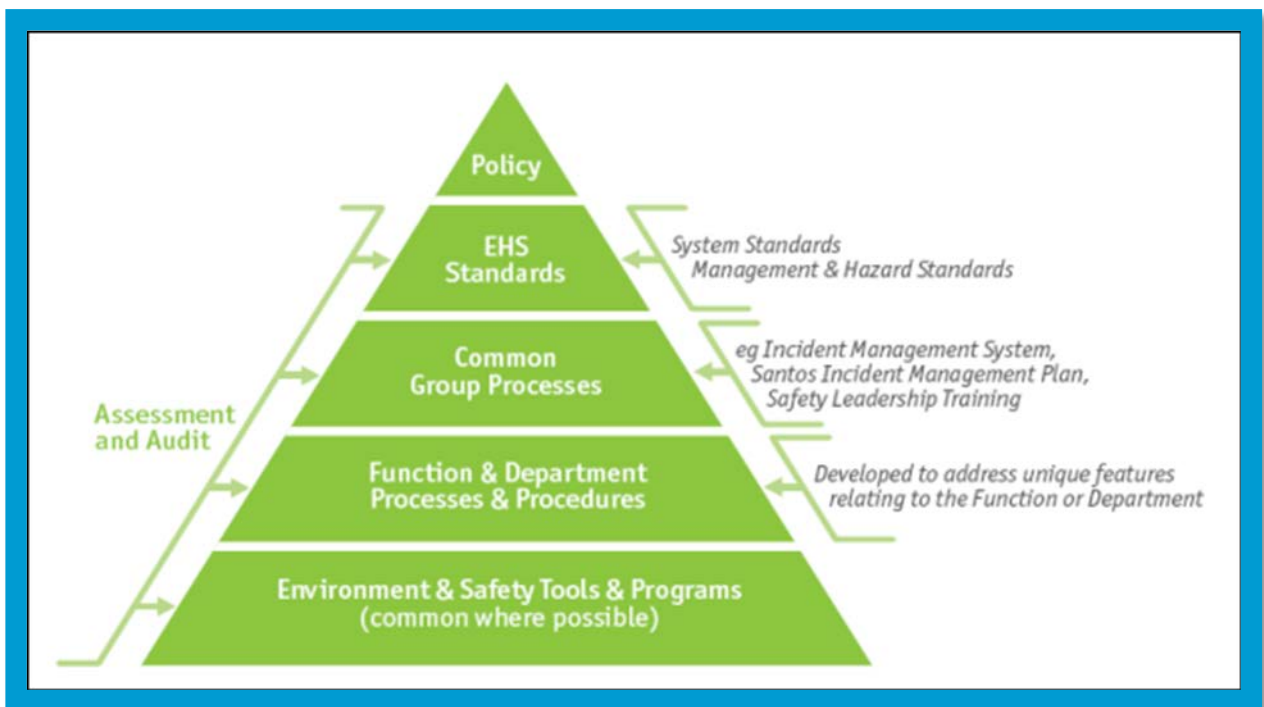 Policy
EHS
Standards
System Standards
Management & Hazard Standards
Common
Group Processes
eg Incident Management System,
Santos Incident Management Plan,
Safety Leadership Training
Assessment
and Audit
Function & Department
Processes & Procedures
Developed to address unique features
relating to the Function or Department
Environment & Safety Tools & Programs
(common where possible)